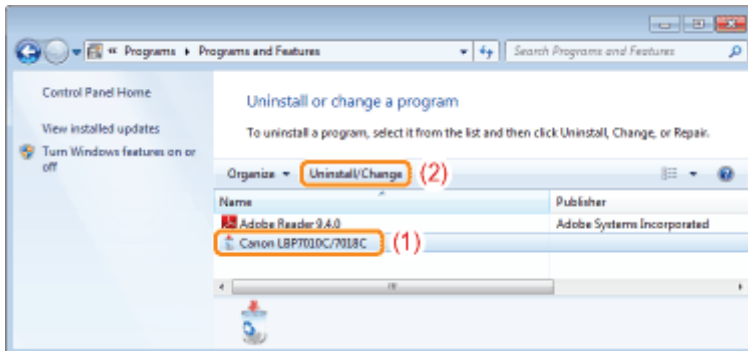 « Programs ▸ Programs and Features
Search Programs and Features
Control Panel Home
View installed updates
Turn Windows features on or
off
Uninstall or change a program
To uninstall a program, select it from the list and then click Uninstall, Change, or Repair.
Organize Uninstall/Change (2)
Name Publisher
Adobe Reader 9.4.0 Adobe Systems Incorporated
Canon LBP7010C/7018C (1)